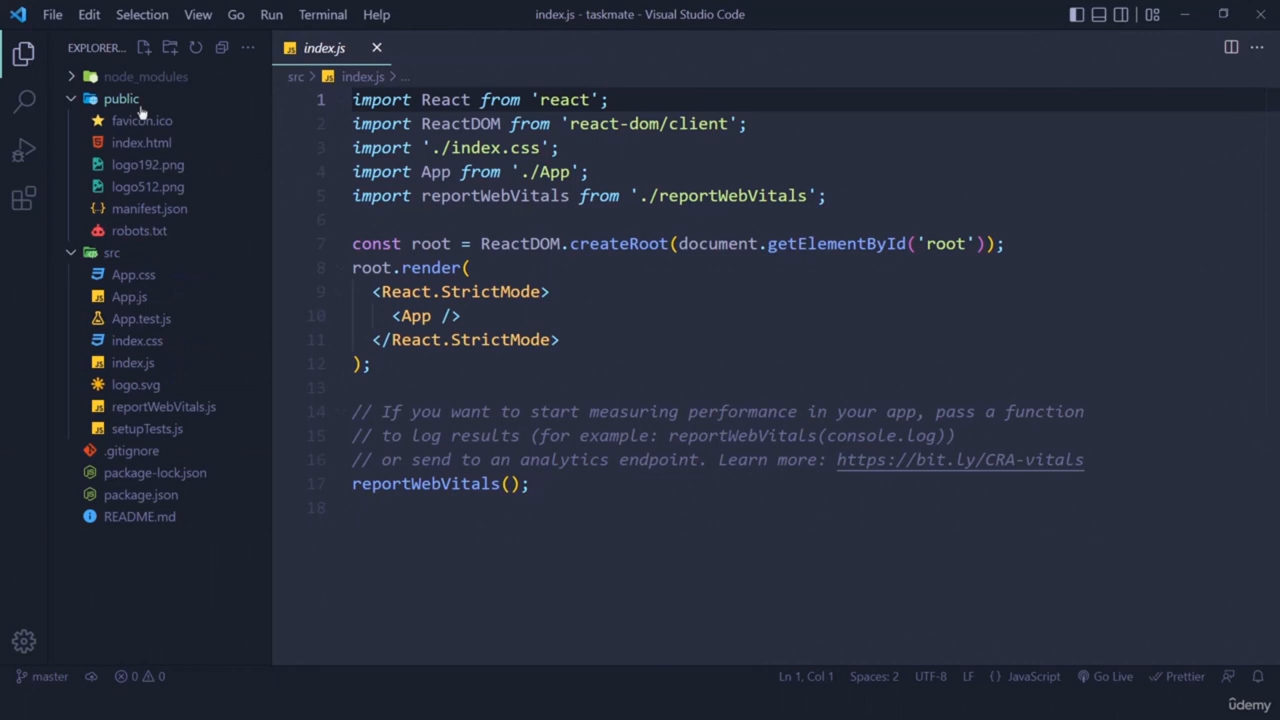 File Edit Selection View Go Run Terminal Help
index.js - taskmate - Visual Studio Code
EXPLORER...
node_modules
public
favicon.ico
index.html
logo192.png
logo512.png
manifest.json
robots.txt
src
App.css
App.js
App.test.js
index.css
index.js
logo.svg
reportWebVitals.js
setupTests.js
.gitignore
package-lock.json
package.json
README.md
index.js
src > index.js > ...
1 import React from 'react';
2 import ReactDOM from 'react-dom/client';
3 import './index.css';
4 import App from './App';
5 import reportWebVitals from './reportWebVitals';
6
7 const root = ReactDOM.createRoot(document.getElementById('root'));
8 root.render(
9 <React.StrictMode>
10 <App />
11 </React.StrictMode>
12 );
13
14 // If you want to start measuring performance in your app, pass a function
15 // to log results (for example: reportWebVitals(console.log))
16 // or send to an analytics endpoint. Learn more: https://bit.ly/CRA-vitals
17 reportWebVitals();
18
master 0 0 Ln 1, Col 1 Spaces: 2 UTF-8 LF {} JavaScript Go Live Prettier
ûdemy